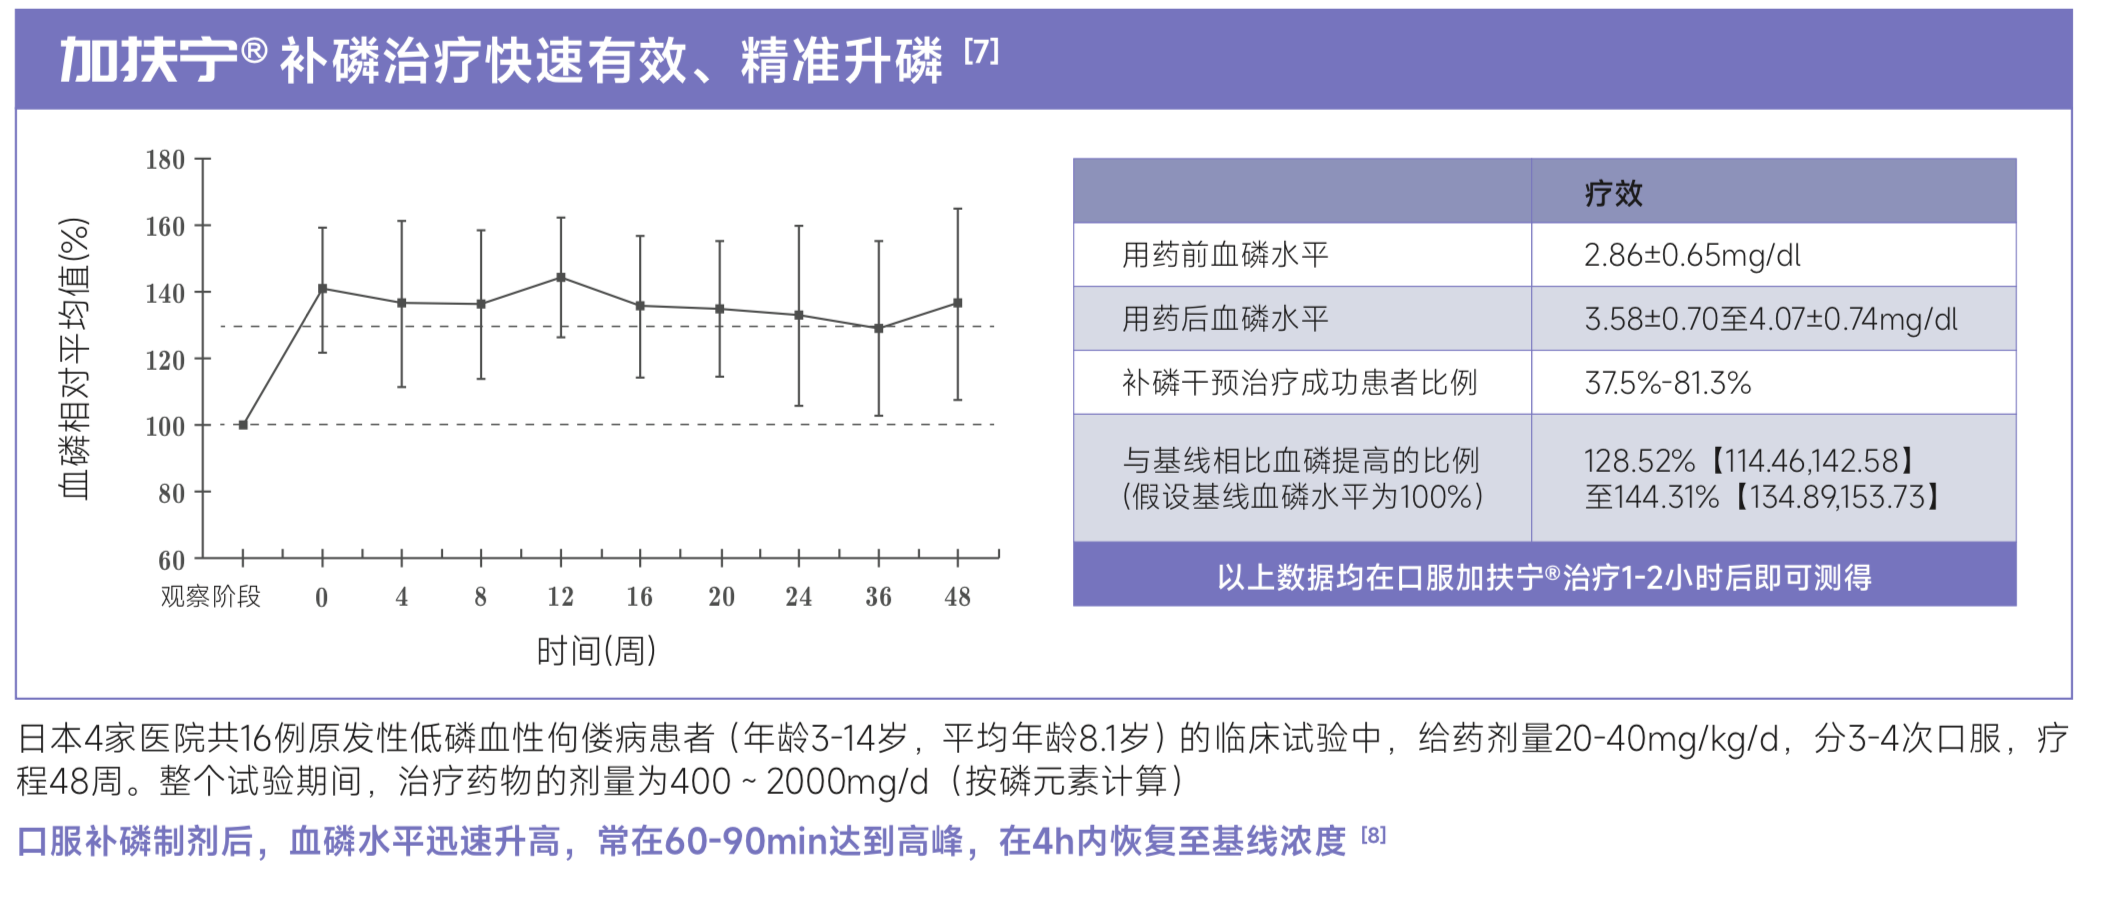 加扶宁® 补磷治疗快速有效、精准升磷 [7]
血磷相对平均值(%)
180
160
140
120
100
80
60
观察阶段 0 4 8 12 16 20 24 36 48
时间(周)
疗效
用药前血磷水平 2.86±0.65mg/dl
用药后血磷水平 3.58±0.70至4.07±0.74mg/dl
补磷干预治疗成功患者比例 37.5%-81.3%
与基线相比血磷提高的比例
(假设基线血磷水平为100%)
128.52%【114.46,142.58】
至144.31%【134.89,153.73】
以上数据均在口服加扶宁®治疗1-2小时后即可测得
日本4家医院共16例原发性低磷血性佝偻病患者（年龄3-14岁，平均年龄8.1岁）的临床试验中，给药剂量20-40mg/kg/d，分3-4次口服，疗
程48周。整个试验期间，治疗药物的剂量为400 ~ 2000mg/d（按磷元素计算）
口服补磷制剂后，血磷水平迅速升高，常在60-90min达到高峰，在4h内恢复至基线浓度 [8]